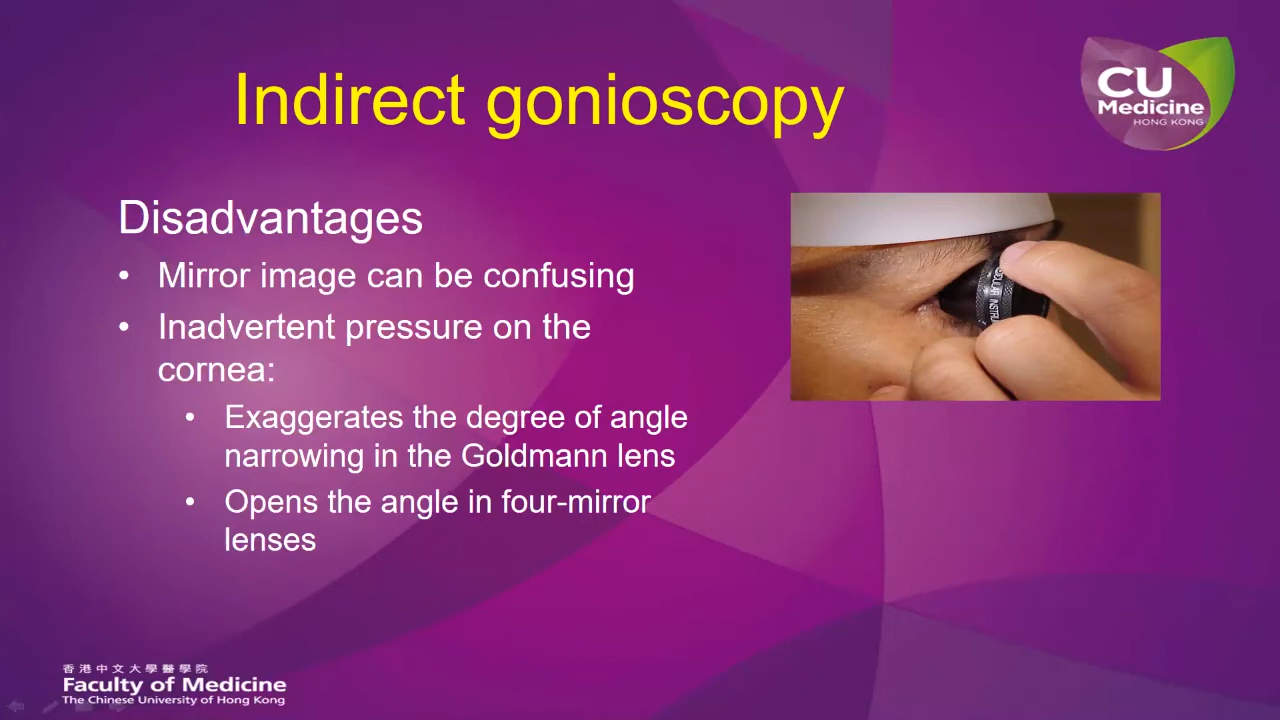 Indirect gonioscopy
CU
Medicine
HONG KONG
Disadvantages
• Mirror image can be confusing
• Inadvertent pressure on the
cornea:
• Exaggerates the degree of angle
narrowing in the Goldmann lens
• Opens the angle in four-mirror
lenses
香港中文大學醫學院
Faculty of Medicine
The Chinese University of Hong Kong